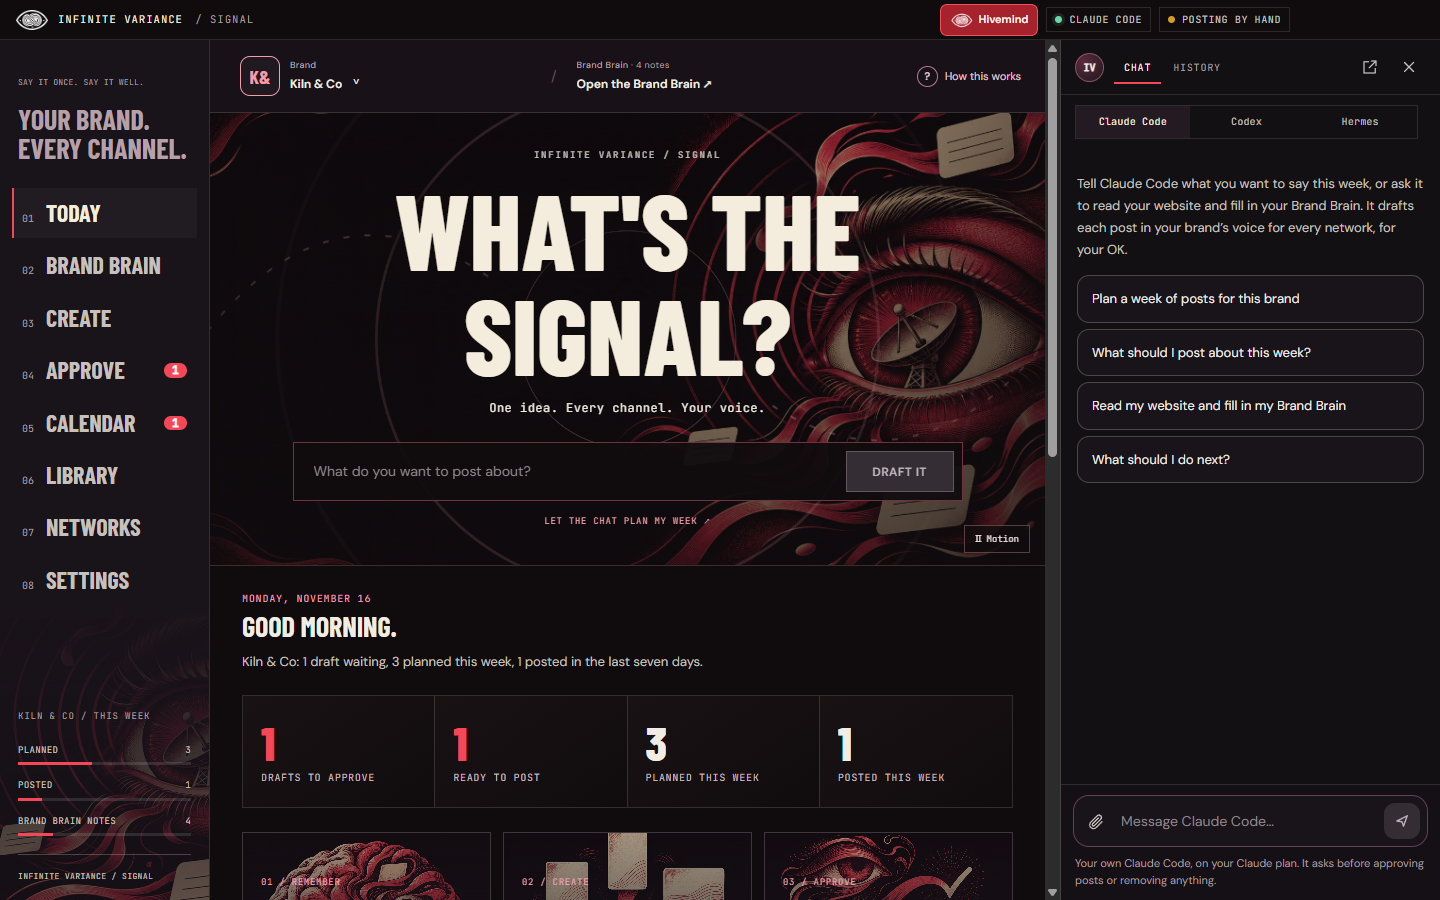 INFINITE VARIANCE / SIGNAL
Hivemind
CLAUDE CODE
POSTING BY HAND
SAY IT ONCE. SAY IT WELL.
YOUR BRAND.
EVERY CHANNEL.
01 TODAY
02 BRAND BRAIN
03 CREATE
04 APPROVE 1
05 CALENDAR 1
06 LIBRARY
07 NETWORKS
08 SETTINGS
KILN & CO / THIS WEEK
PLANNED 3
POSTED 1
BRAND BRAIN NOTES 4
INFINITE VARIANCE / SIGNAL
K&
Brand
Kiln & Co
/
Brand Brain · 4 notes
Open the Brand Brain ↗
? How this works
INFINITE VARIANCE / SIGNAL
WHAT'S THE
SIGNAL?
One idea. Every channel. Your voice.
What do you want to post about?
DRAFT IT
LET THE CHAT PLAN MY WEEK ↗
Motion
MONDAY, NOVEMBER 16
GOOD MORNING.
Kiln & Co: 1 draft waiting, 3 planned this week, 1 posted in the last seven days.
1
DRAFTS TO APPROVE
1
READY TO POST
3
PLANNED THIS WEEK
1
POSTED THIS WEEK
01 / REMEMBER
02 / CREATE
03 / APPROVE
IV
CHAT
HISTORY
Claude Code
Codex
Hermes
Tell Claude Code what you want to say this week, or ask it
to read your website and fill in your Brand Brain. It drafts
each post in your brand’s voice for every network, for
your OK.
Plan a week of posts for this brand
What should I post about this week?
Read my website and fill in my Brand Brain
What should I do next?
Message Claude Code...
Your own Claude Code, on your Claude plan. It asks before approving
posts or removing anything.